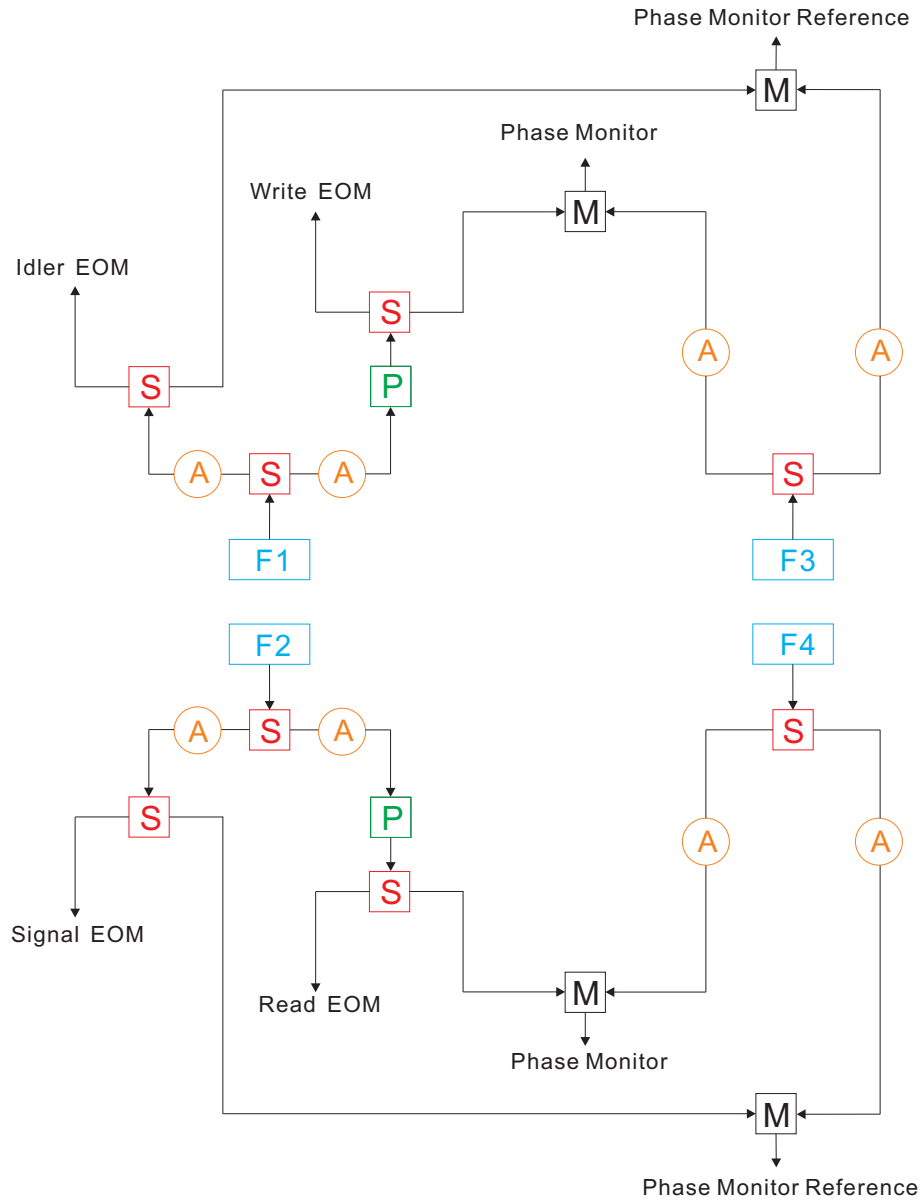 Phase Monitor Reference
M
Phase Monitor
Write EOM
M
Idler EOM
S
A
A
S
P
A
S
A
S
F1
F3
F2
F4
A
S
A
S
S
P
A
A
S
Signal EOM
Read EOM
M
Phase Monitor
M
Phase Monitor Reference